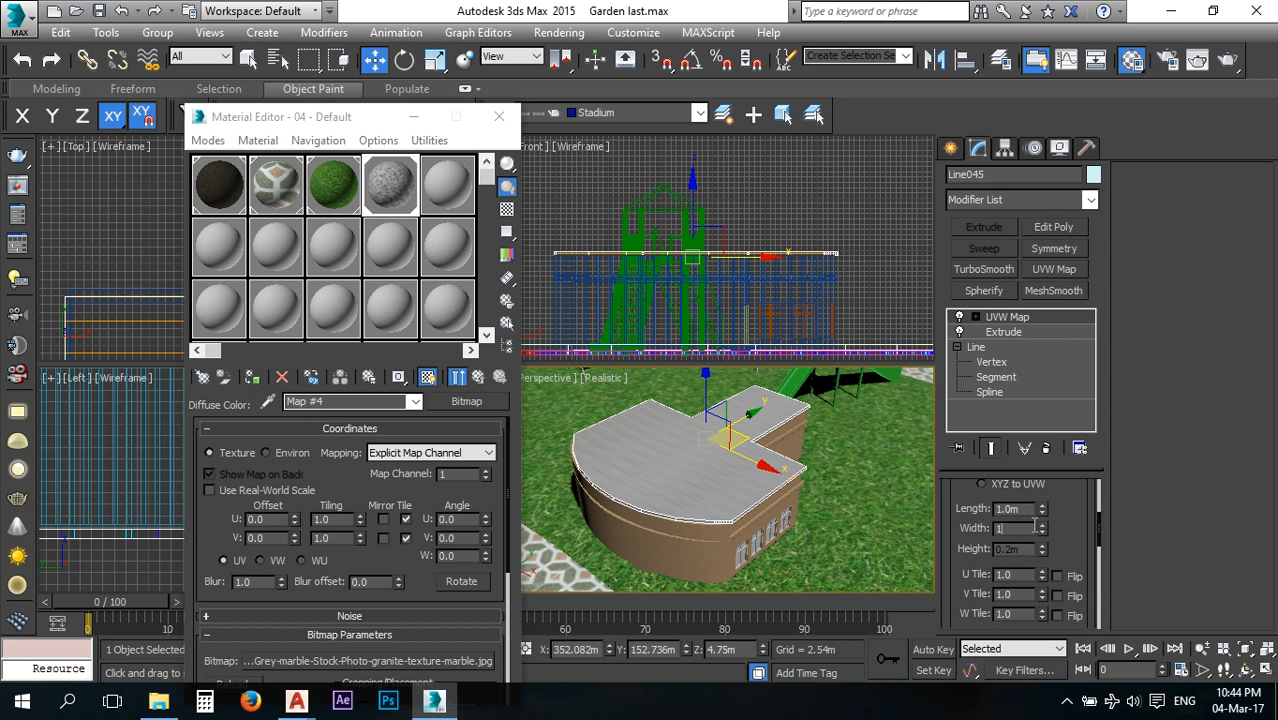 MAX
Workspace: Default
Autodesk 3ds Max 2015 Garden last.max
Type a keyword or phrase
Edit Tools Group Views Create Modifiers Animation Graph Editors Rendering Customize MAXScript Help
All
View
Create Selection Se
Modeling Freeform Selection Object Paint Populate
X Y Z XY XY
Material Editor - 04 - Default
Stadium
Modes Material Navigation Options Utilities
[+] [Top] [Wireframe]
Front ] [Wireframe]
Line045
Modifier List
Extrude Edit Poly
Sweep Symmetry
TurboSmooth UVW Map
Spherify MeshSmooth
UVW Map
Extrude
Line
Vertex
Segment
Spline
[+] [Left] [Wireframe]
Perspective ] [Realistic ]
Diffuse Color: Map #4 Bitmap
Coordinates
Texture Environ Mapping: Explicit Map Channel
Show Map on Back Map Channel: 1
Use Real-World Scale
Offset Tiling Mirror Tile Angle
U: 0.0 1.0 U: 0.0
V: 0.0 1.0 V: 0.0
W: 0.0
UV VW WU
Blur: 1.0 Blur offset: 0.0 Rotate
Noise
Bitmap Parameters
Bitmap: ...Grey-marble-Stock-Photo-granite-texture-marble.jpg
Cropping/Placement
XYZ to UVW
Length: 1.0m
Width: 1
Height: 0.2m
U Tile: 1.0 Flip
V Tile: 1.0 Flip
W Tile: 1.0 Flip
0 / 100
10 60 70 80 90 100
1 Object Selected
X: 352.082m Y: 152.736m Z: 4.75m Grid = 2.54m
Auto Key Selected
Resource
Click and drag to s
Add Time Tag
Set Key Key Filters... 0
ENG
10:44 PM
04-Mar-17